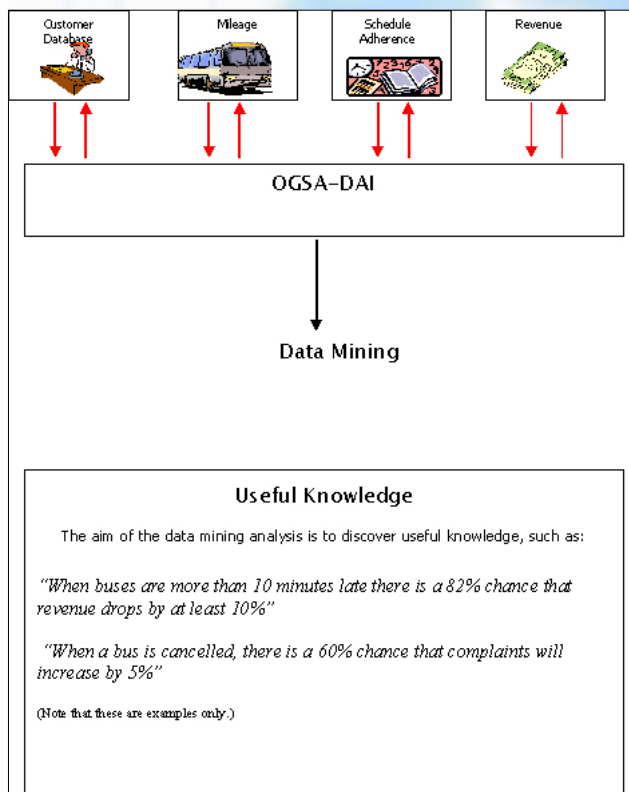 Customer
Database
Mileage
Schedule
Adherence
Revenue
OGSA-DAI
Data Mining
Useful Knowledge
The aim of the data mining analysis is to discover useful knowledge, such as:
“When buses are more than 10 minutes late there is a 82% chance that
revenue drops by at least 10%”
“When a bus is cancelled, there is a 60% chance that complaints will
increase by 5%”
(Note that these are examples only.)